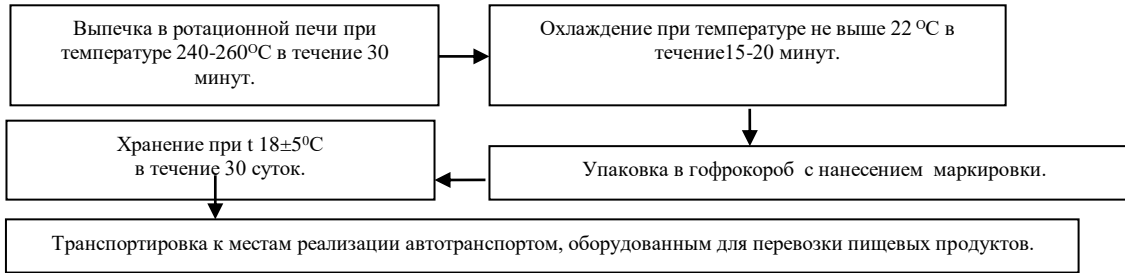 Выпечка в ротационной печи при
температуре 240-260⁰С в течение 30
минут.
Охлаждение при температуре не выше 22 ⁰С в
течение15-20 минут.
Хранение при t 18±5⁰С
в течение 30 суток.
Упаковка в гофрокороб с нанесением маркировки.
Транспортировка к местам реализации автотранспортом, оборудованным для перевозки пищевых продуктов.